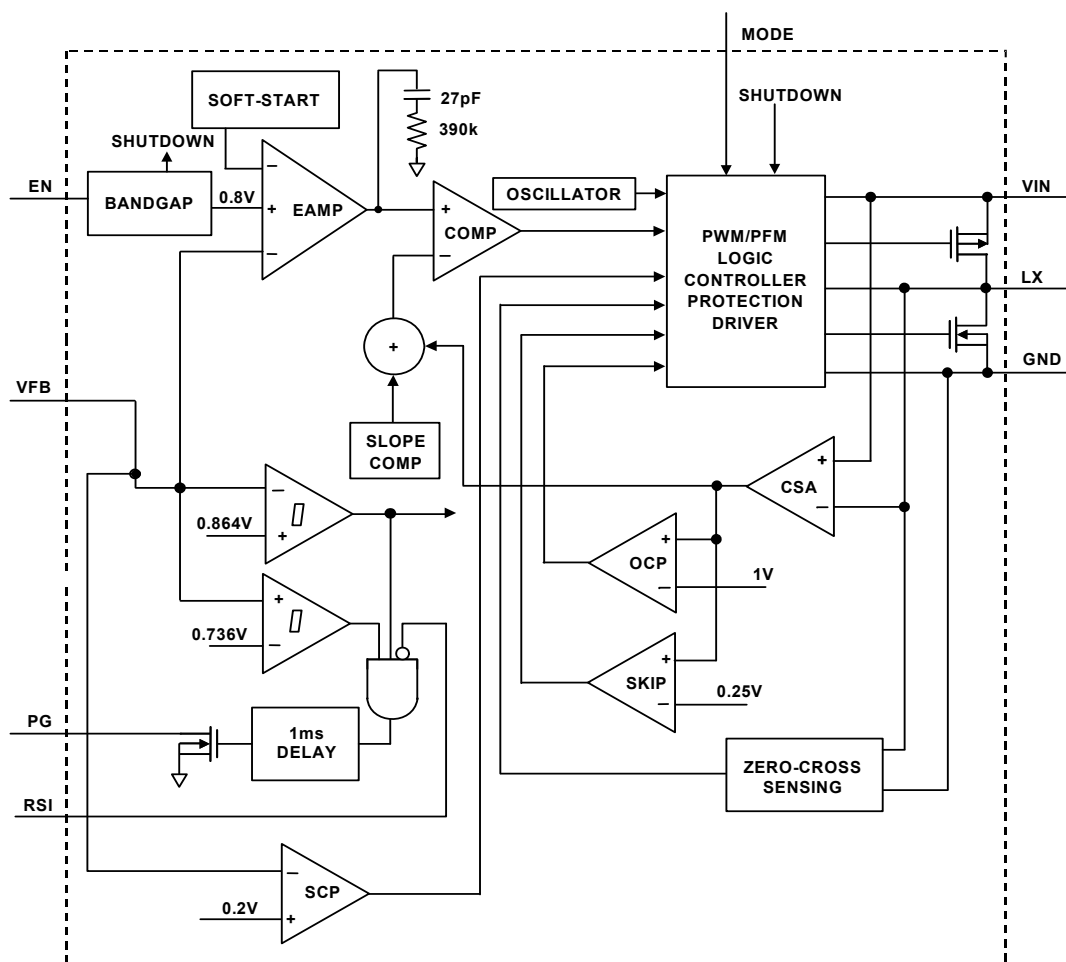 MODE
SOFT-START
27pF
390k
SHUTDOWN
SHUTDOWN
EN
BANDGAP
0.8V
−
+
−
EAMP
+
−
COMP
OSCILLATOR
PWM/PFM
LOGIC
CONTROLLER
PROTECTION
DRIVER
VIN
LX
GND
+
VFB
SLOPE
COMP
+
−
CSA
−
+
0.864V
+
−
OCP
1V
+
−
0.736V
+
−
SKIP
0.25V
PG
1ms
DELAY
ZERO-CROSS
SENSING
RSI
−
+
SCP
0.2V